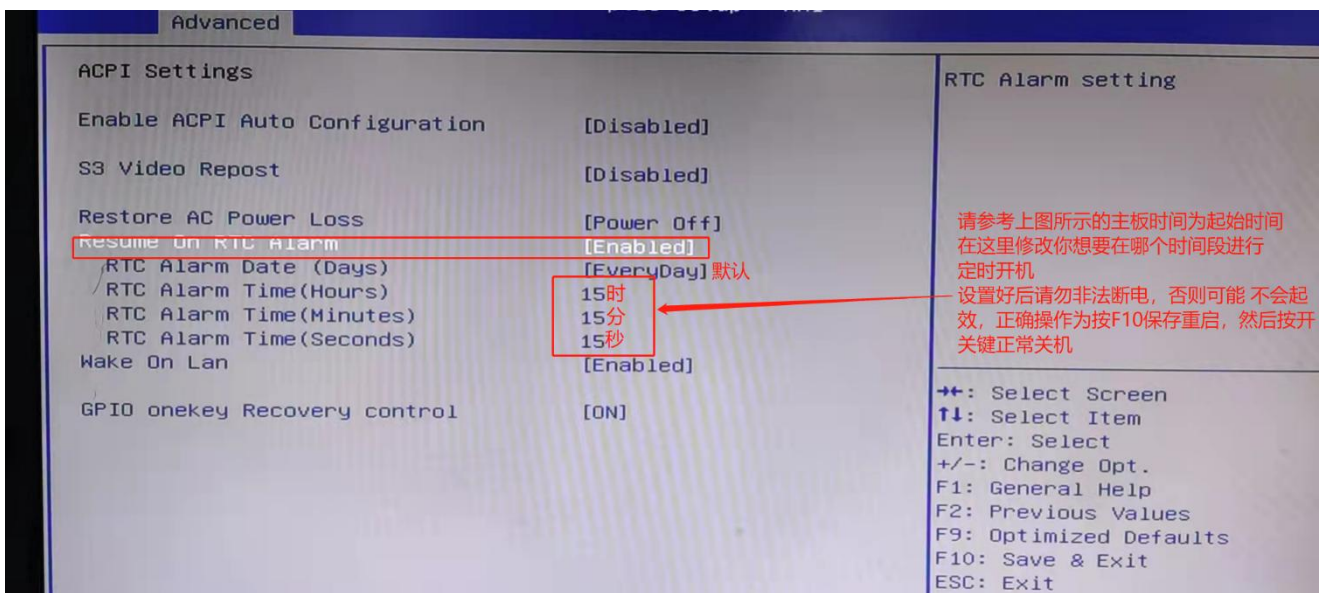 Advanced
ACPI Settings
Enable ACPI Auto Configuration [Disabled]
S3 Video Repost [Disabled]
Restore AC Power Loss [Power Off]
Resume On RTC Alarm [Enabled]
RTC Alarm Date (Days) [EveryDay] 默认
RTC Alarm Time(Hours) 15时
RTC Alarm Time(Minutes) 15分
RTC Alarm Time(Seconds) 15秒
Wake On Lan [Enabled]
GPIO onekey Recovery control [ON]
RTC Alarm setting
请参考上图所示的主板时间为起始时间
在这里修改你想要在哪个时间段进行
定时开机
设置好后请勿非法断电，否则可能 不会起
效，正确操作为按F10保存重启，然后按开
关键正常关机
→←: Select Screen
↑↓: Select Item
Enter: Select
+/-: Change Opt.
F1: General Help
F2: Previous Values
F9: Optimized Defaults
F10: Save & Exit
ESC: Exit